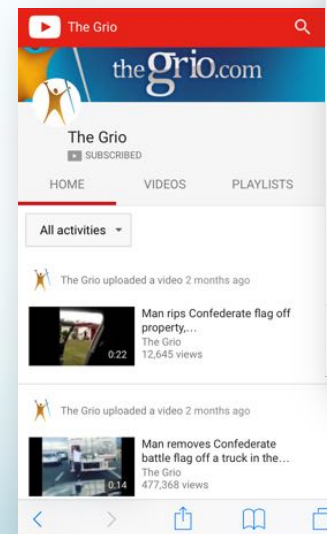 The Grio
thegrio.com
The Grio
SUBSCRIBED
HOME VIDEOS PLAYLISTS
All activities
The Grio uploaded a video 2 months ago
0:22
Man rips Confederate flag off
property,...
The Grio
12,645 views
The Grio uploaded a video 2 months ago
0:14
Man removes Confederate
battle flag off a truck in the...
The Grio
477,368 views